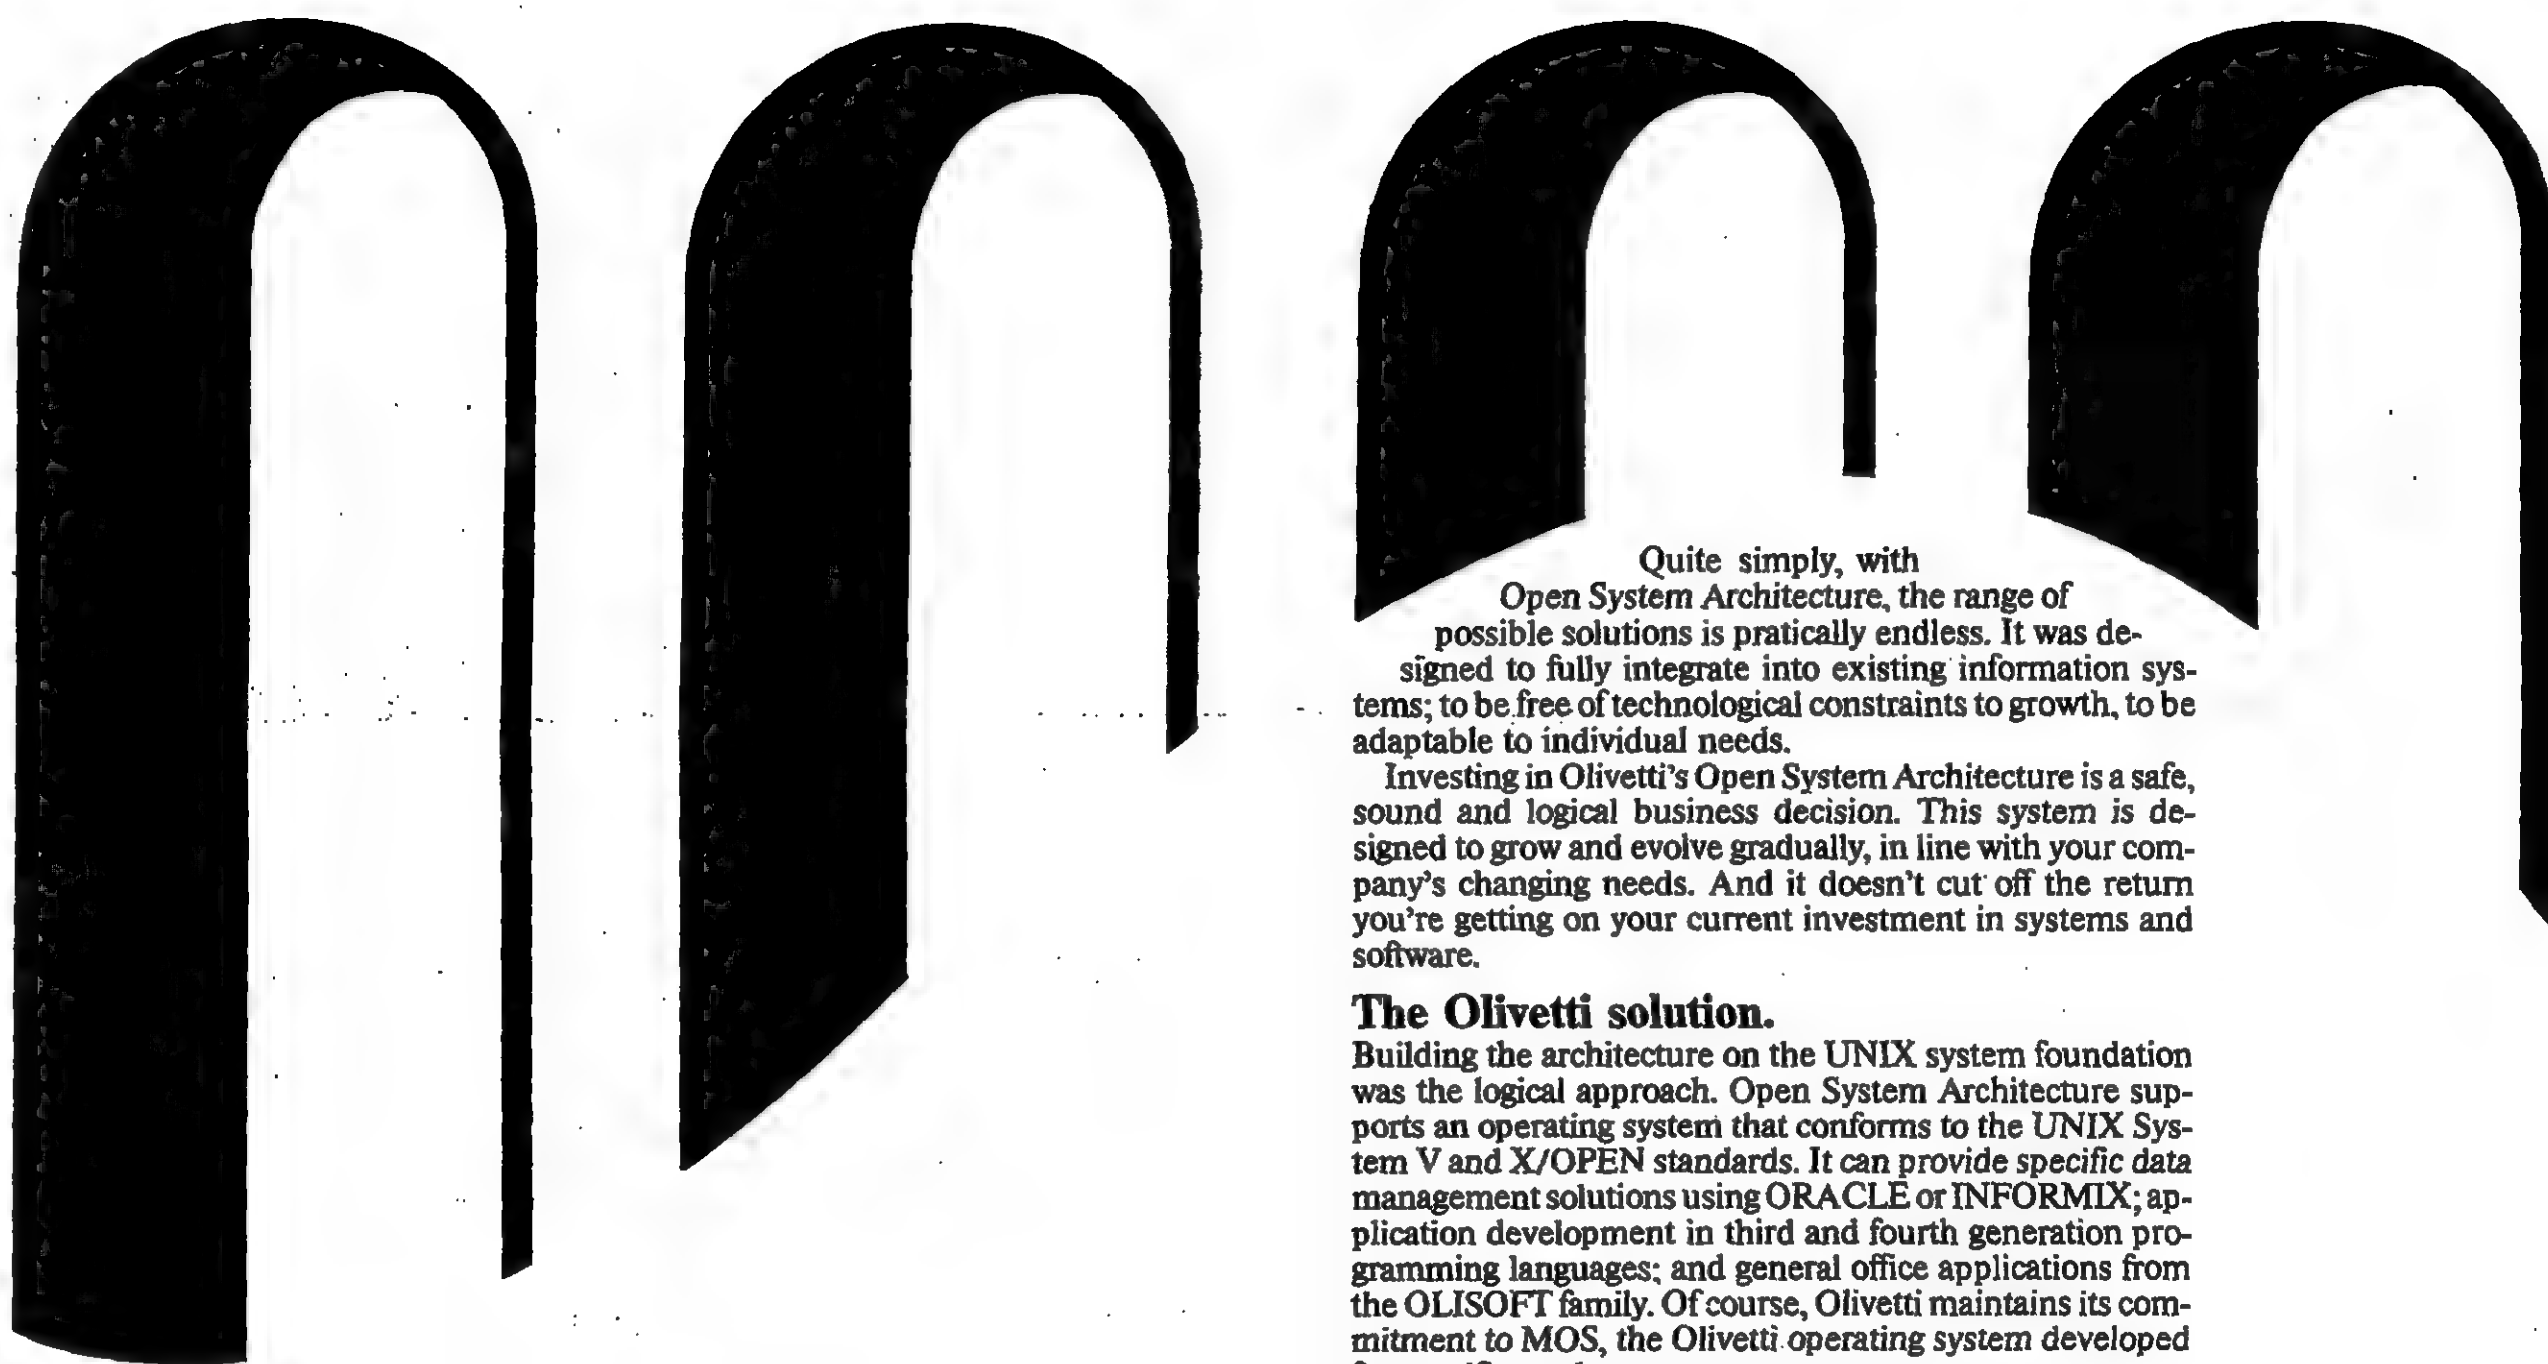 Quite simply, with
Open System Architecture, the range of
possible solutions is pratically endless. It was de-
signed to fully integrate into existing information sys-
tems; to be free of technological constraints to growth, to be
adaptable to individual needs.
Investing in Olivetti's Open System Architecture is a safe,
sound and logical business decision. This system is de-
signed to grow and evolve gradually, in line with your com-
pany's changing needs. And it doesn't cut off the return
you're getting on your current investment in systems and
software.
The Olivetti solution.
Building the architecture on the UNIX system foundation
was the logical approach. Open System Architecture sup-
ports an operating system that conforms to the UNIX Sys-
tem V and X/OPEN standards. It can provide specific data
management solutions using ORACLE or INFORMIX; ap-
plication development in third and fourth generation pro-
gramming languages; and general office applications from
the OLISOFT family. Of course, Olivetti maintains its com-
mitment to MOS, the Olivetti operating system developed